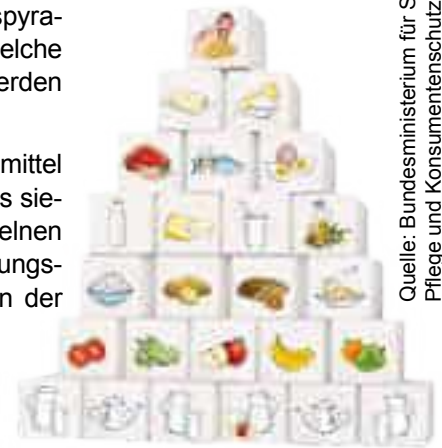 spyra-
elche
erden
mittel
s sie-
elnen
ungs-
n der
Quelle: Bundesministerium für S
Pflege und Konsumentenschutz